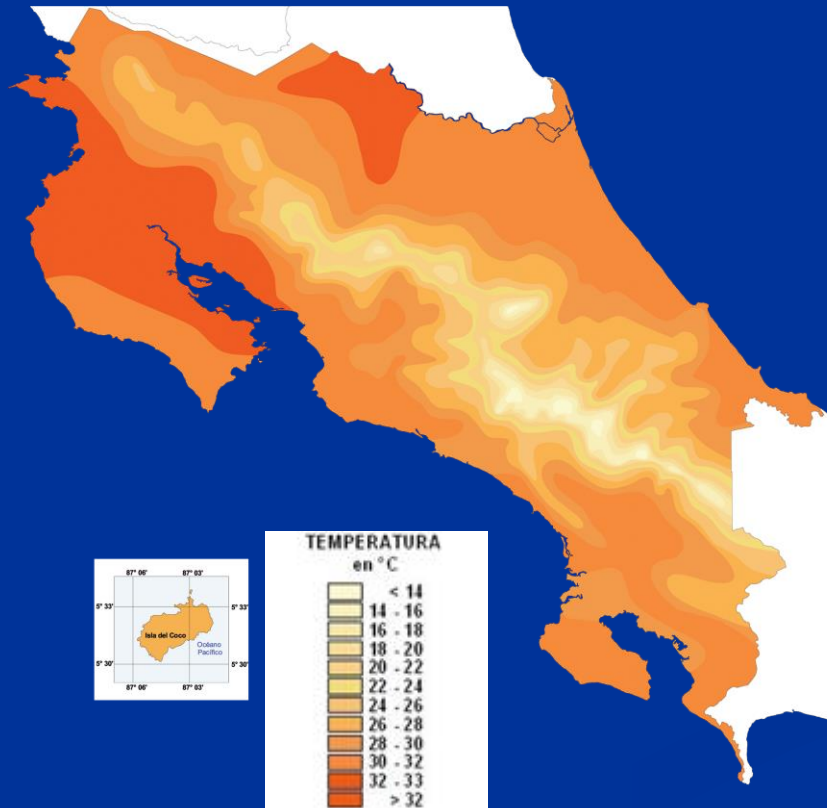 TEMPERATURA
en °C
< 14
14 - 16
16 - 18
18 - 20
20 - 22
22 - 24
24 - 26
26 - 28
28 - 30
30 - 32
32 - 33
> 32
87° 06' 87° 03'
5° 33' 5° 33'
Isla del Coco
Océano
Pacífico
5° 30' 5° 30'
87° 06' 87° 03'